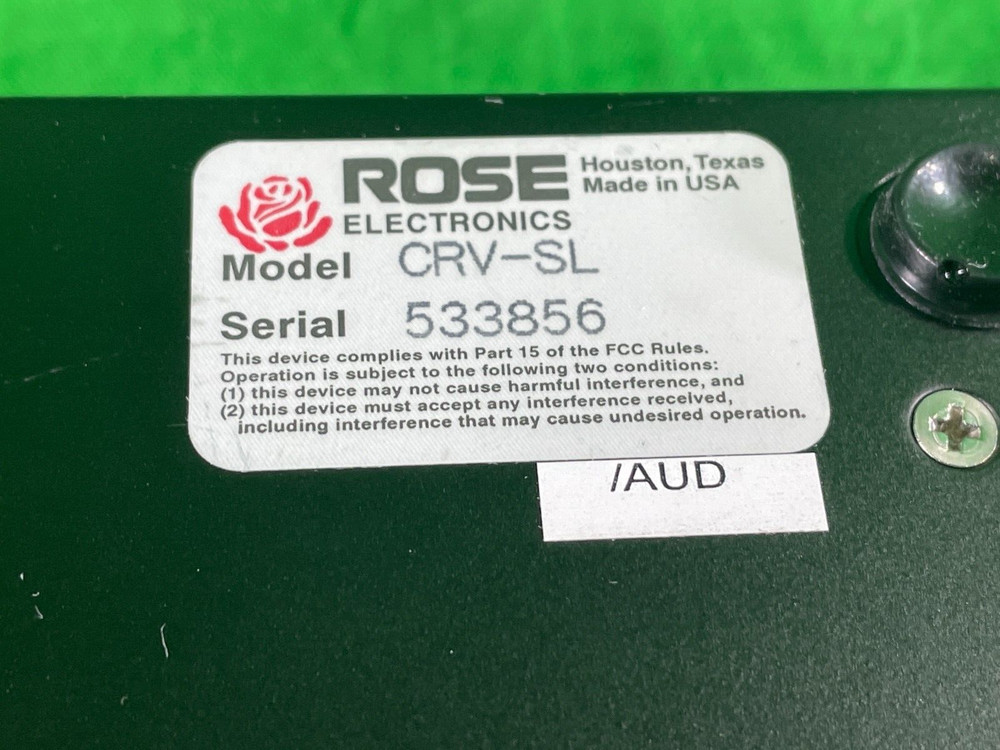 ROSE
ELECTRONICS
Houston, Texas
Made in USA
Model CRV-SL
Serial 533856
This device complies with Part 15 of the FCC Rules.
Operation is subject to the following two conditions:
(1) this device may not cause harmful interference, and
(2) this device must accept any interference received,
including interference that may cause undesired operation.
/AUD